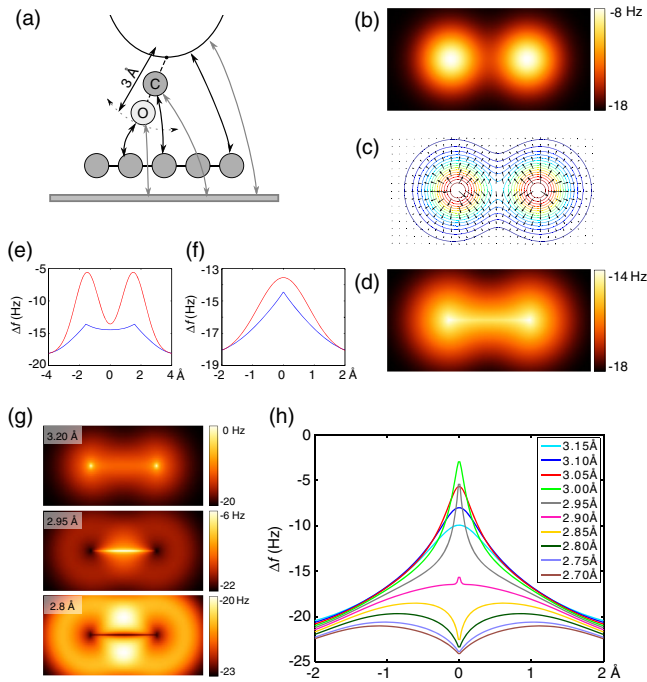 (a)
3 Å
C
O
(b)
-8 Hz
-18
(c)
(d)
-14 Hz
-18
(e)
-5
-10
-15
-20
Δf (Hz)
-4 -2 0 2 4 Å
(f)
-13
-15
-17
-19
Δf (Hz)
-2 -1 0 1 2 Å
(g)
3.20 Å
0 Hz
-20
2.95 Å
-6 Hz
-22
2.8 Å
-20 Hz
-23
(h)
0
-5
-10
-15
-20
-25
Δf (Hz)
-2 -1 0 1 2 Å
3.15Å
3.10Å
3.05Å
3.00Å
2.95Å
2.90Å
2.85Å
2.80Å
2.75Å
2.70Å